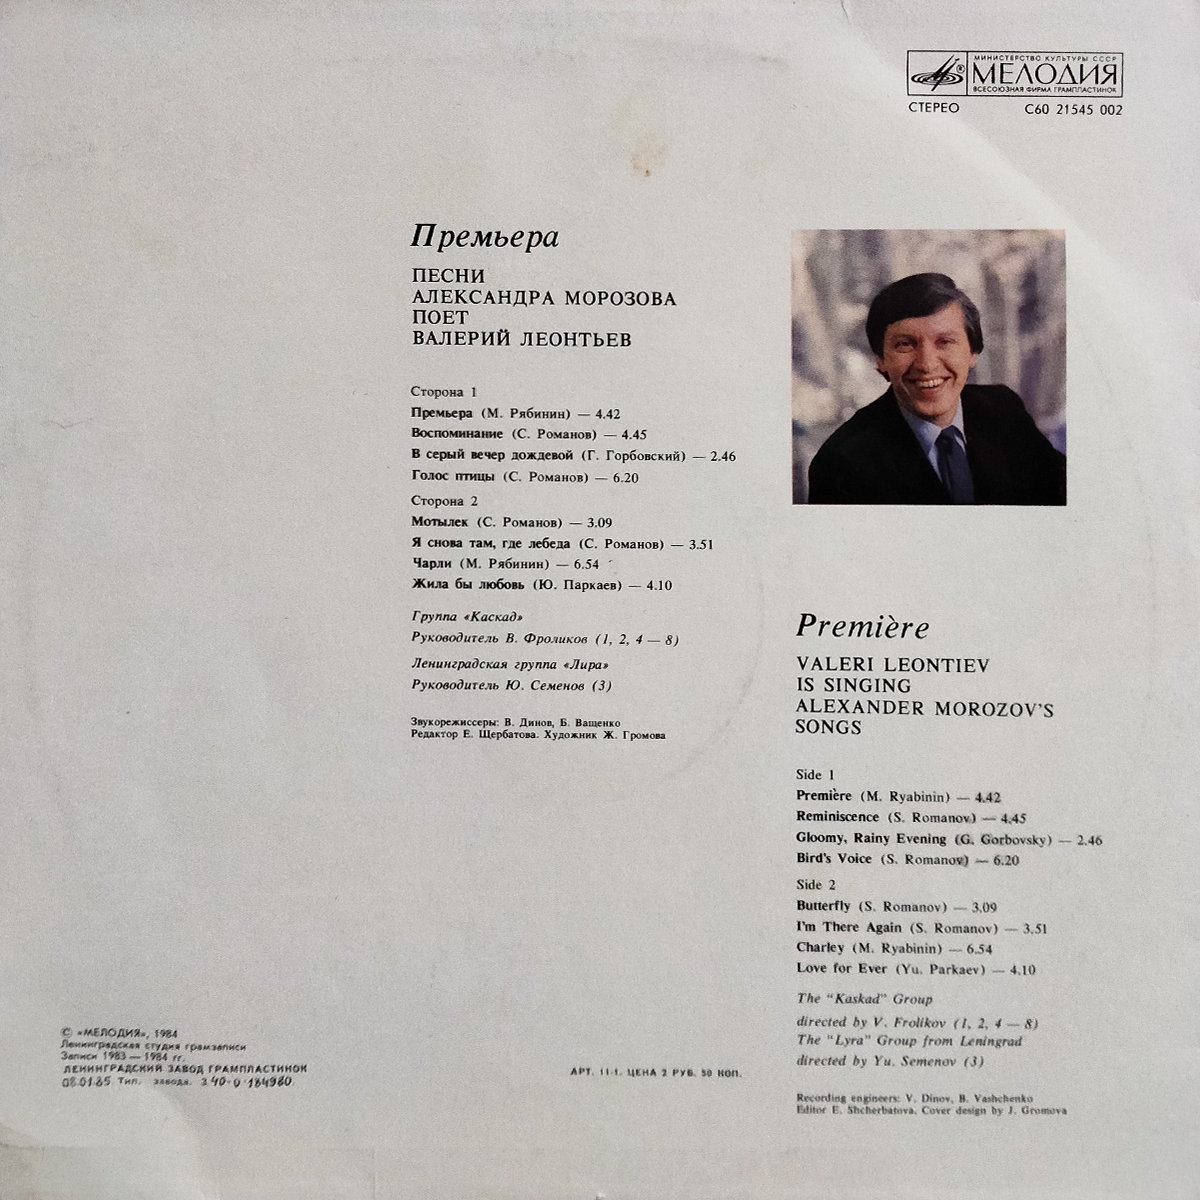 МИНИСТЕРСТВО КУЛЬТУРЫ СССР
МЕЛОДИЯ
ВСЕСОЮЗНАЯ ФИРМА ГРАМПЛАСТИНОК
СТЕРЕО С60 21545 002
Премьера
ПЕСНИ
АЛЕКСАНДРА МОРОЗОВА
ПОЕТ
ВАЛЕРИЙ ЛЕОНТЬЕВ
Сторона 1
Премьера (М. Рябинин) — 4.42
Воспоминание (С. Романов) — 4.45
В серый вечер дождевой (Г. Горбовский) — 2.46
Голос птицы (С. Романов) — 6.20
Сторона 2
Мотылек (С. Романов) — 3.09
Я снова там, где лебеда (С. Романов) — 3.51
Чарли (М. Рябинин) — 6.54
Жила бы любовь (Ю. Паркаев) — 4.10
Группа «Каскад»
Руководитель В. Фроликов (1, 2, 4 — 8)
Ленинградская группа «Лира»
Руководитель Ю. Семенов (3)
Звукорежиссеры: В. Динов, Б. Ващенко
Редактор Е. Щербатова. Художник Ж. Громова
Première
VALERI LEONTIEV
IS SINGING
ALEXANDER MOROZOV'S
SONGS
Side 1
Première (M. Ryabinin) — 4.42
Reminiscence (S. Romanov) — 4.45
Gloomy, Rainy Evening (G. Gorbovsky) — 2.46
Bird's Voice (S. Romanov) — 6.20
Side 2
Butterfly (S. Romanov) — 3.09
I'm There Again (S. Romanov) — 3.51
Charley (M. Ryabinin) — 6.54
Love for Ever (Yu. Parkaev) — 4.10
The "Kaskad" Group
directed by V. Frolikov (1, 2, 4 — 8)
The "Lyra" Group from Leningrad
directed by Yu. Semenov (3)
Recording engineers: V. Dinov, B. Vashchenko
Editor E. Shcherbatova. Cover design by J. Gromova
© «МЕЛОДИЯ», 1984
Ленинградская студия грамзаписи
Записи 1983 — 1984 гг.
ЛЕНИНГРАДСКИЙ ЗАВОД ГРАМПЛАСТИНОК
08.01.85 Тип. завода. З. 40-0-184980
АРТ. 11-1. ЦЕНА 2 РУБ. 50 КОП.